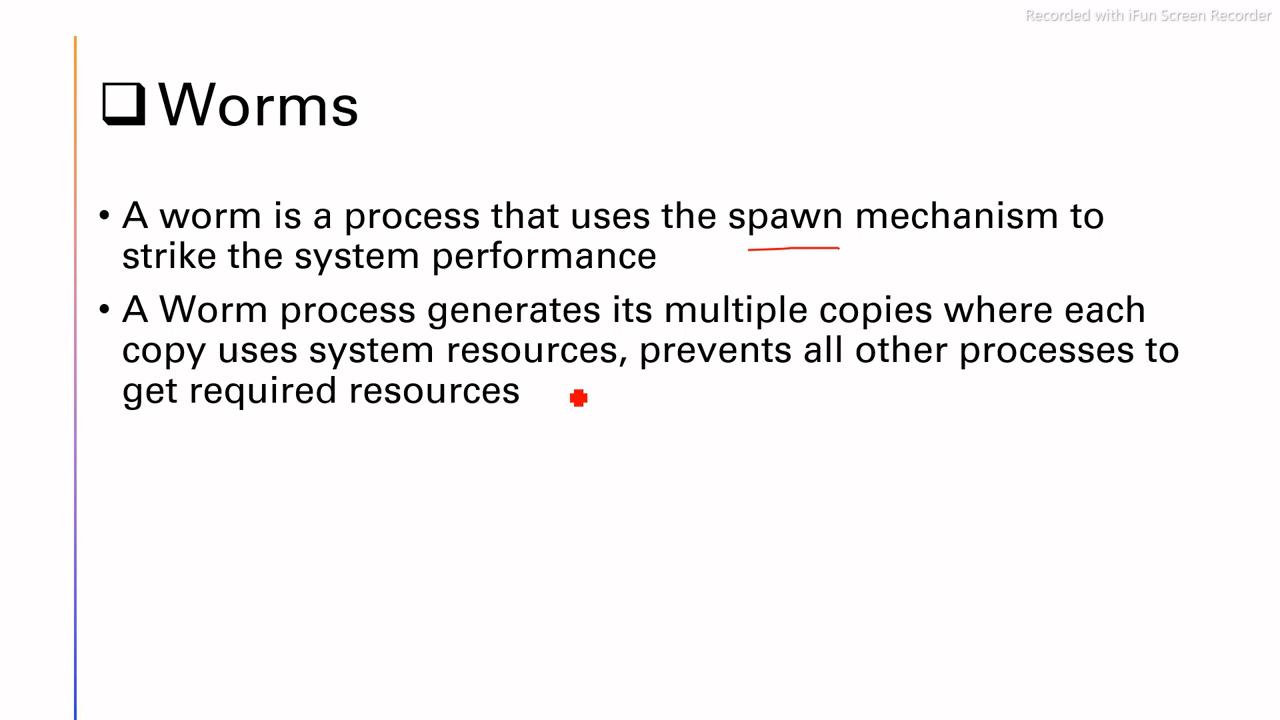 Recorded with iFun Screen Recorder
Worms
• A worm is a process that uses the spawn mechanism to
strike the system performance
• A Worm process generates its multiple copies where each
copy uses system resources, prevents all other processes to
get required resources